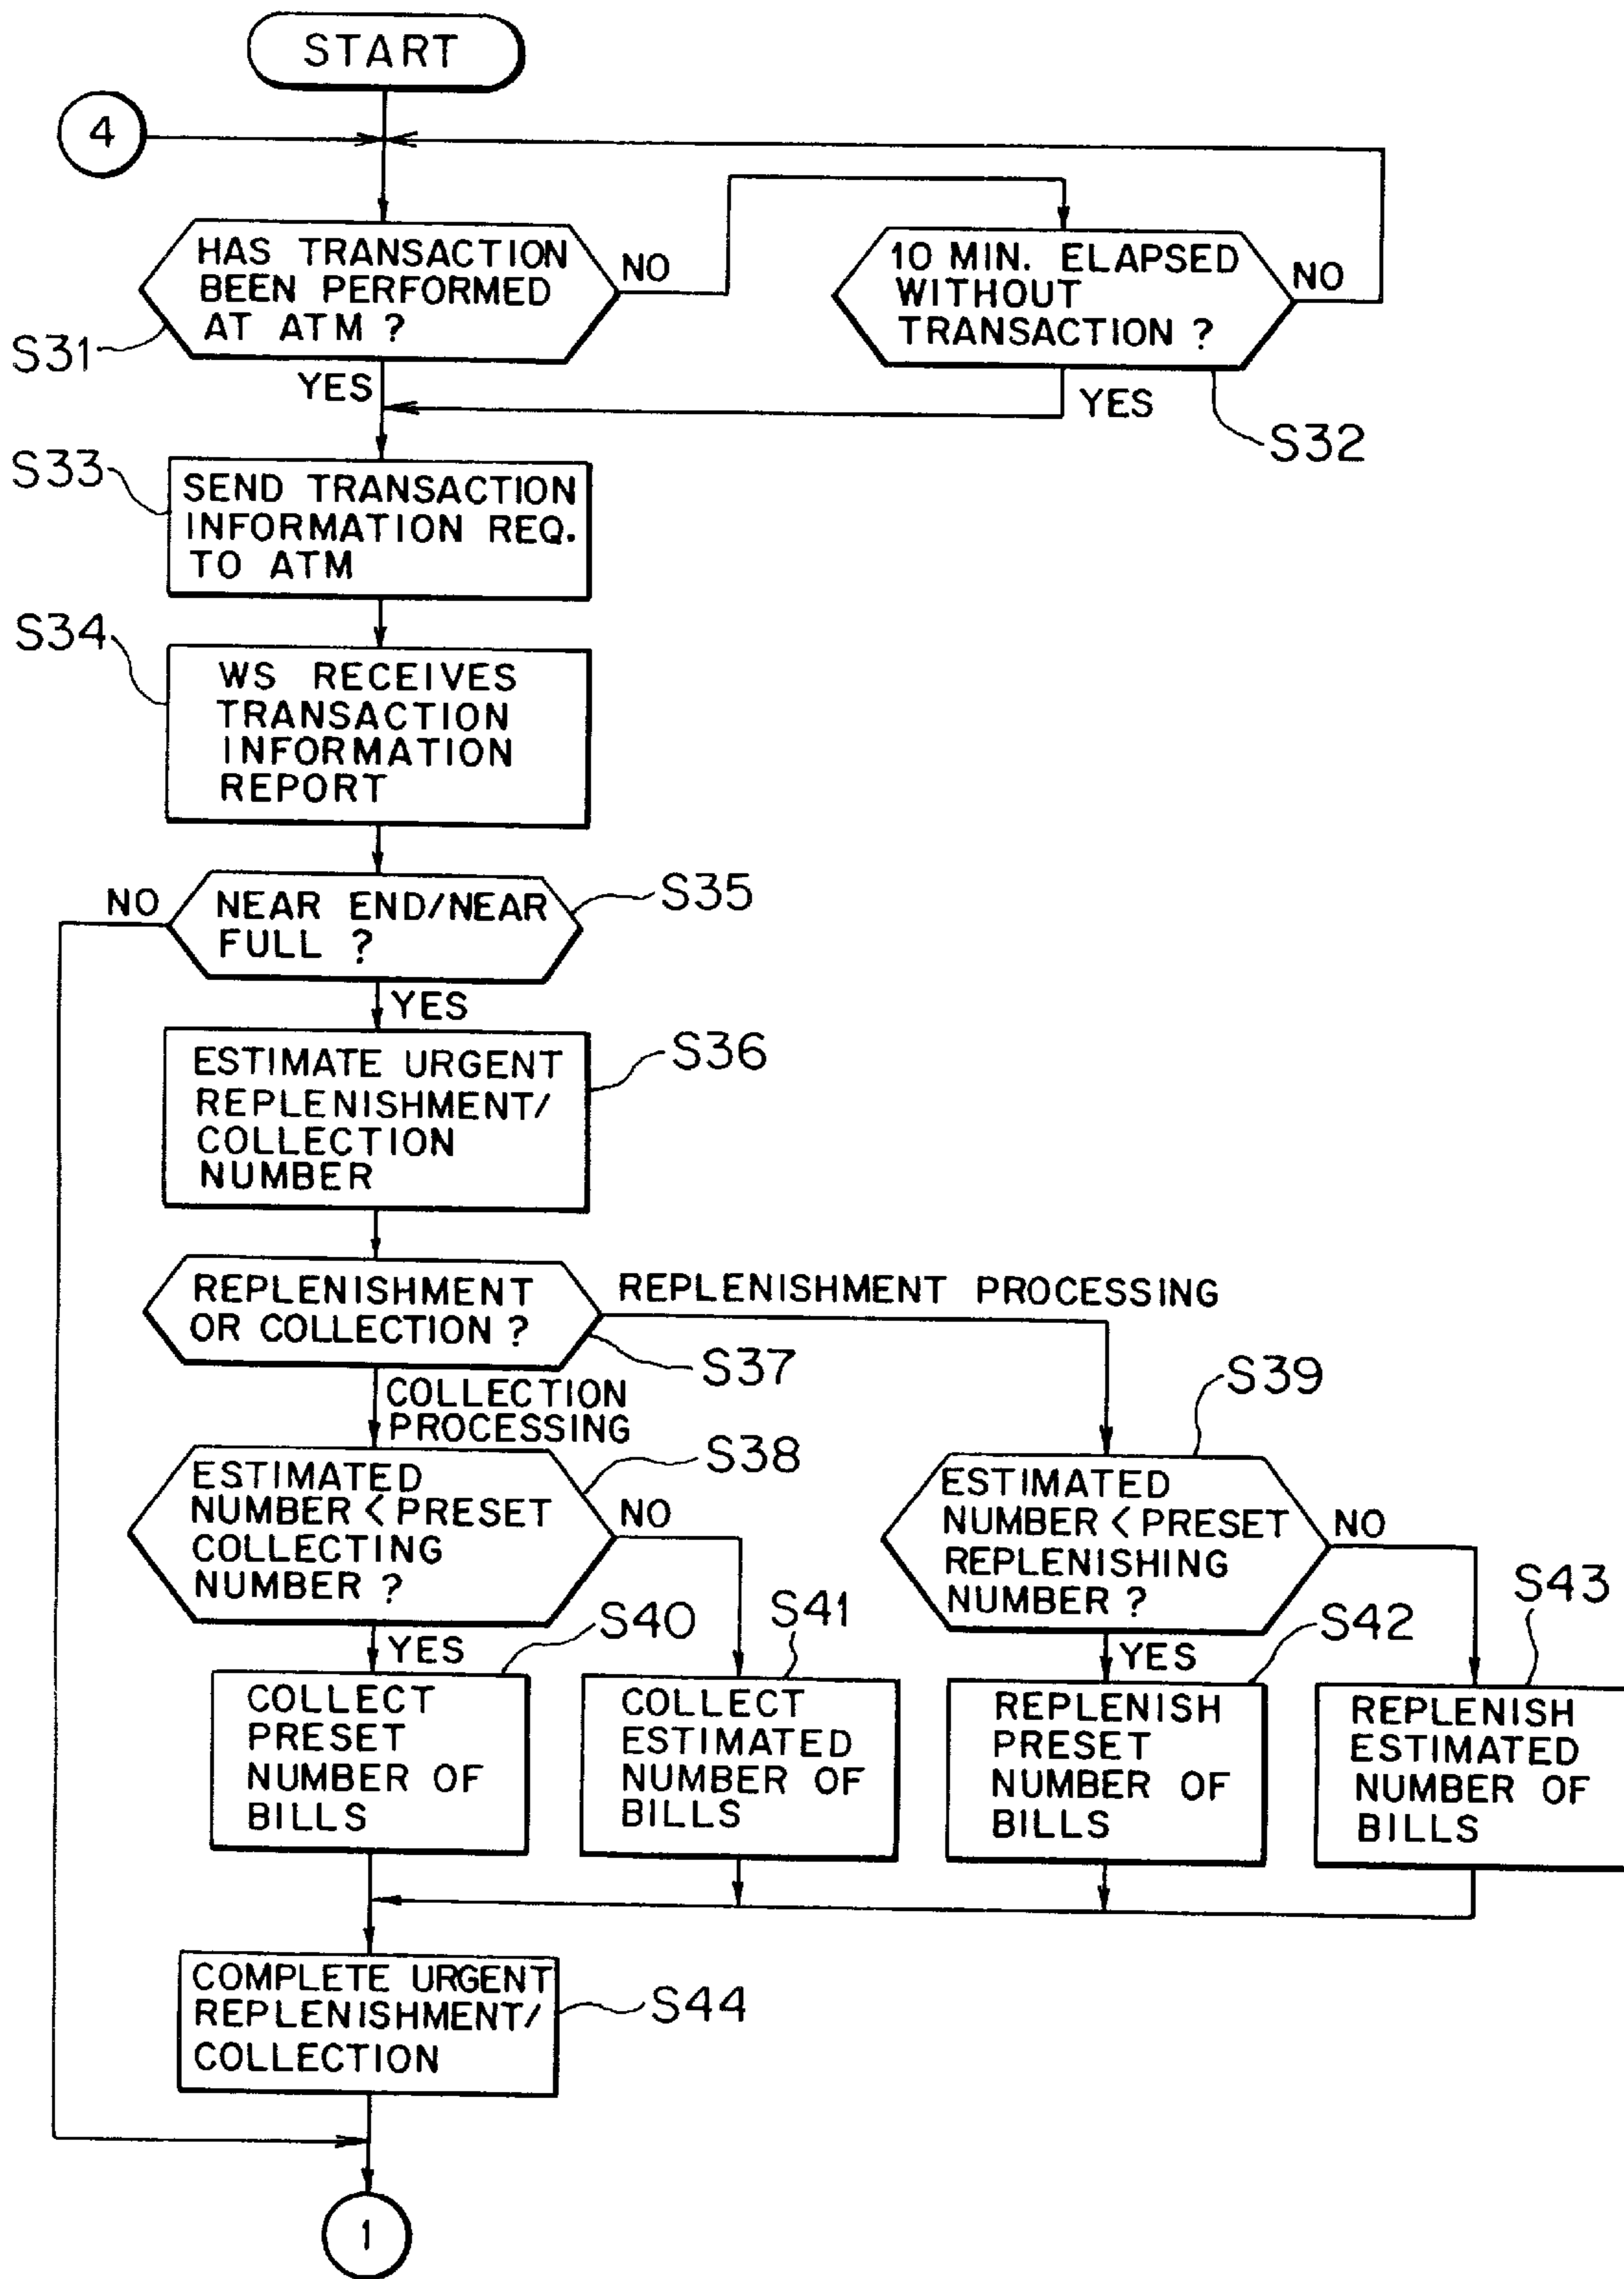 START
4
HAS TRANSACTION
BEEN PERFORMED
AT ATM ?
NO
10 MIN. ELAPSED
WITHOUT
TRANSACTION ?
NO
S31
YES
YES
S32
S33
SEND TRANSACTION
INFORMATION REQ.
TO ATM
S34
WS RECEIVES
TRANSACTION
INFORMATION
REPORT
NO
NEAR END/NEAR
FULL ?
S35
YES
ESTIMATE URGENT
REPLENISHMENT/
COLLECTION
NUMBER
S36
REPLENISHMENT
OR COLLECTION ?
REPLENISHMENT PROCESSING
S37
COLLECTION
PROCESSING
S39
ESTIMATED
NUMBER < PRESET
COLLECTING
NUMBER ?
S38
NO
ESTIMATED
NUMBER < PRESET
REPLENISHING
NUMBER ?
NO
YES
S40
S41
YES
S42
S43
COLLECT
PRESET
NUMBER OF
BILLS
COLLECT
ESTIMATED
NUMBER OF
BILLS
REPLENISH
PRESET
NUMBER OF
BILLS
REPLENISH
ESTIMATED
NUMBER OF
BILLS
COMPLETE URGENT
REPLENISHMENT/
COLLECTION
S44
1